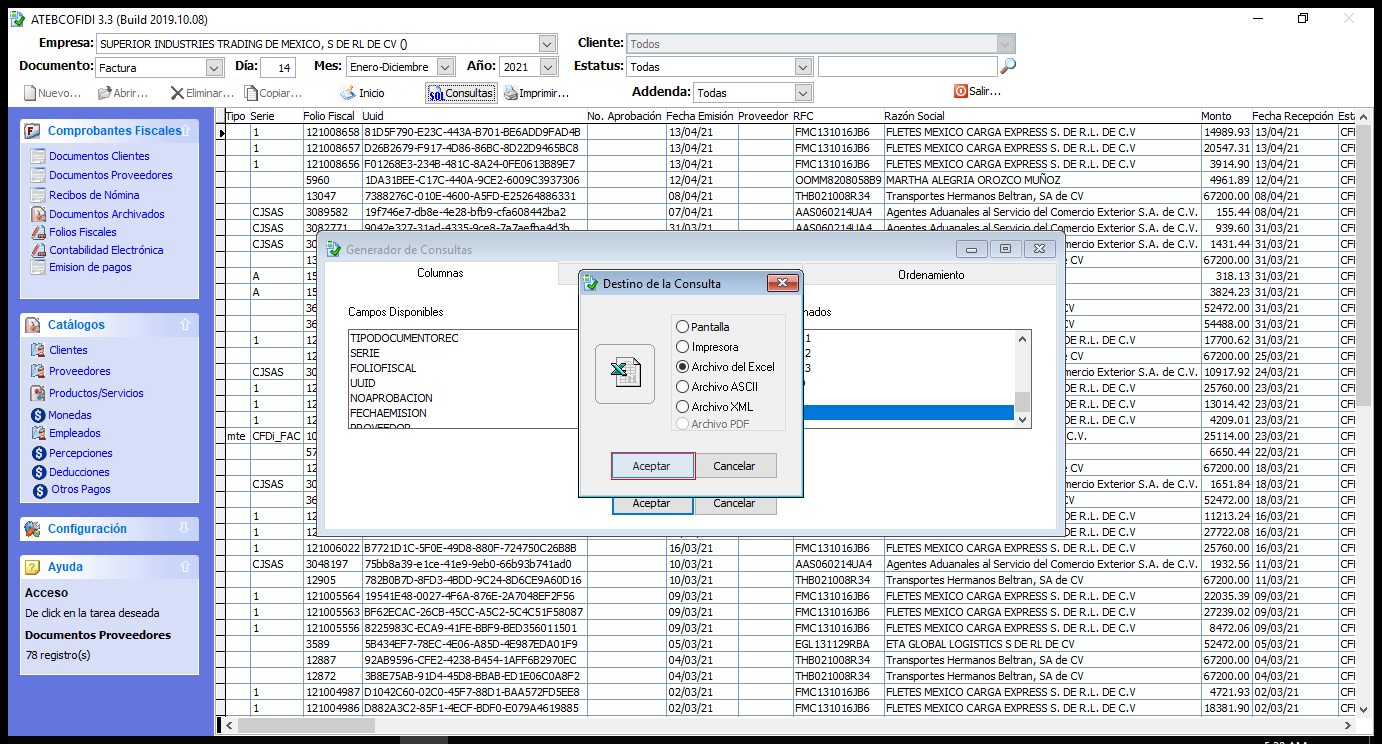 ATEBCOFIDI 3.3 (Build 2019.10.08)
Empresa: SUPERIOR INDUSTRIES TRADING DE MEXICO, S DE RL DE CV () Cliente: Todos
Documento: Factura Día: 14 Mes: Enero-Diciembre Año: 2021 Estatus: Todas
Nuevo... Abrir... Eliminar... Copiar... Inicio SQL Consultas Imprimir... Addenda: Todas Salir...
Comprobantes Fiscales
Documentos Clientes
Documentos Proveedores
Recibos de Nómina
Documentos Archivados
Folios Fiscales
Contabilidad Electrónica
Emision de pagos
Catálogos
Clientes
Proveedores
Productos/Servicios
Monedas
Empleados
Percepciones
Deducciones
Otros Pagos
Configuración
Ayuda
Acceso
De click en la tarea deseada
Documentos Proveedores
78 registro(s)
Tipo Serie Folio Fiscal Uuid No. Aprobación Fecha Emisión Proveedor RFC Razón Social Monto Fecha Recepción Esta
1 121008658 81D5F790-E23C-443A-B701-BE6ADD9FAD4B 13/04/21 FMC131016JB6 FLETES MEXICO CARGA EXPRESS S. DE R.L. DE C.V 14989.93 13/04/21 CFI
1 121008657 D26B2679-F917-4D86-86BC-8D22D9465BC8 13/04/21 FMC131016JB6 FLETES MEXICO CARGA EXPRESS S. DE R.L. DE C.V 20547.31 13/04/21 CFI
1 121008656 F01268E3-234B-481C-8A24-0FE0613B89E7 13/04/21 FMC131016JB6 FLETES MEXICO CARGA EXPRESS S. DE R.L. DE C.V 3914.90 13/04/21 CFI
5960 1DA31BEE-C17C-440A-9CE2-6009C3937306 12/04/21 OOMM8208058B9 MARTHA ALEGRIA OROZCO MUÑOZ 4961.89 12/04/21 CFI
13047 7388276C-010E-4600-A5FD-E25264886331 08/04/21 THB021008R34 Transportes Hermanos Beltran, SA de CV 67200.00 08/04/21 CFI
CJSAS 3089582 19f746e7-db8e-4e28-bfb9-cfa608442ba2 07/04/21 AAS060214UA4 Agentes Aduanales al Servicio del Comercio Exterior S.A. de C.V. 155.44 08/04/21 CFI
CJSAS 3082771 9042e327-31ad-4335-9ce8-7a7aefba4d3b 31/03/21 AAS060214UA4 Agentes Aduanales al Servicio del Comercio Exterior S.A. de C.V. 939.60 31/03/21 CFI
CJSAS 30 mercio Exterior S.A. de C.V. 1431.44 31/03/21 CFI
13 67200.00 31/03/21 CFI
A 15 318.13 31/03/21 CFI
A 15 3824.23 31/03/21 CFI
36 CV 52472.00 31/03/21 CFI
36 CV 54488.00 31/03/21 CFI
1 12 DE R.L. DE C.V 17700.62 31/03/21 CFI
12 CV 67200.00 25/03/21 CFI
CJSAS 30 mercio Exterior S.A. de C.V. 10917.92 24/03/21 CFI
1 12 DE R.L. DE C.V 25760.00 23/03/21 CFI
1 12 DE R.L. DE C.V 13014.42 23/03/21 CFI
1 12 DE R.L. DE C.V 4209.01 23/03/21 CFI
mte CFDi_FAC 10 C.V. 25114.00 23/03/21 CFI
57 6650.44 22/03/21 CFI
12 CV 67200.00 18/03/21 CFI
CJSAS 30 mercio Exterior S.A. de C.V. 1651.84 18/03/21 CFI
36 CV 52472.00 18/03/21 CFI
1 12 DE R.L. DE C.V 11213.24 16/03/21 CFI
1 12 DE R.L. DE C.V 27722.08 16/03/21 CFI
1 121006022 B7721D1C-5F0E-49D8-880F-724750C26B8B 16/03/21 FMC131016JB6 FLETES MEXICO CARGA EXPRESS S. DE R.L. DE C.V 25760.00 16/03/21 CFI
CJSAS 3048197 75bb8a39-e1ce-41e9-9eb0-66b93b741ad0 10/03/21 AAS060214UA4 Agentes Aduanales al Servicio del Comercio Exterior S.A. de C.V. 1932.56 11/03/21 CFI
12905 782B0B7D-8FD3-4BDD-9C24-8D6CE9A60D16 10/03/21 THB021008R34 Transportes Hermanos Beltran, SA de CV 67200.00 11/03/21 CFI
1 121005564 19541E48-0027-4F6A-876E-2A7048EF2F56 09/03/21 FMC131016JB6 FLETES MEXICO CARGA EXPRESS S. DE R.L. DE C.V 22035.39 09/03/21 CFI
1 121005563 BF62ECAC-26CB-45CC-A5C2-5C4C51F58087 09/03/21 FMC131016JB6 FLETES MEXICO CARGA EXPRESS S. DE R.L. DE C.V 27239.02 09/03/21 CFI
1 121005556 8225983C-ECA9-41FE-BBF9-BED356011501 09/03/21 FMC131016JB6 FLETES MEXICO CARGA EXPRESS S. DE R.L. DE C.V 8472.06 09/03/21 CFI
3589 5B434EF7-78EC-4E06-A85D-4E987EDA01F9 05/03/21 EGL131129RBA ETA GLOBAL LOGISTICS S DE RL DE CV 52472.00 05/03/21 CFI
12887 92AB9596-CFE2-4238-B454-1AFF6B2970EC 04/03/21 THB021008R34 Transportes Hermanos Beltran, SA de CV 67200.00 04/03/21 CFI
12872 3B8E75AB-91D4-45D8-BBAB-ED1E06C0A8F2 04/03/21 THB021008R34 Transportes Hermanos Beltran, SA de CV 67200.00 04/03/21 CFI
1 121004987 D1042C60-02C0-45F7-88D1-BAA572FD5EE8 02/03/21 FMC131016JB6 FLETES MEXICO CARGA EXPRESS S. DE R.L. DE C.V 4721.93 02/03/21 CFI
1 121004986 D882A3C2-85F1-4ECF-BDF0-E079A4619885 02/03/21 FMC131016JB6 FLETES MEXICO CARGA EXPRESS S. DE R.L. DE C.V 18381.90 02/03/21 CFI
Generador de Consultas
Columnas Ordenamiento
Campos Disponibles nados
TIPODOCUMENTOREC 1
SERIE 2
FOLIOFISCAL 3
UUID
NOAPROBACION
FECHAEMISION
PROVEEDOR
Aceptar Cancelar
Destino de la Consulta
Pantalla
Impresora
Archivo del Excel
Archivo ASCII
Archivo XML
Archivo PDF
Aceptar Cancelar